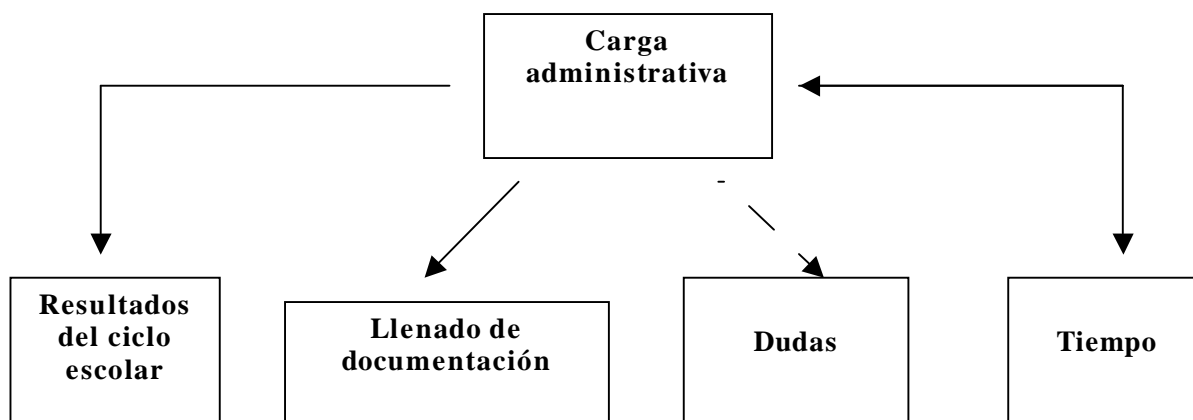 Carga
administrativa
Resultados
del ciclo
escolar
Llenado de
documentación
Dudas
Tiempo